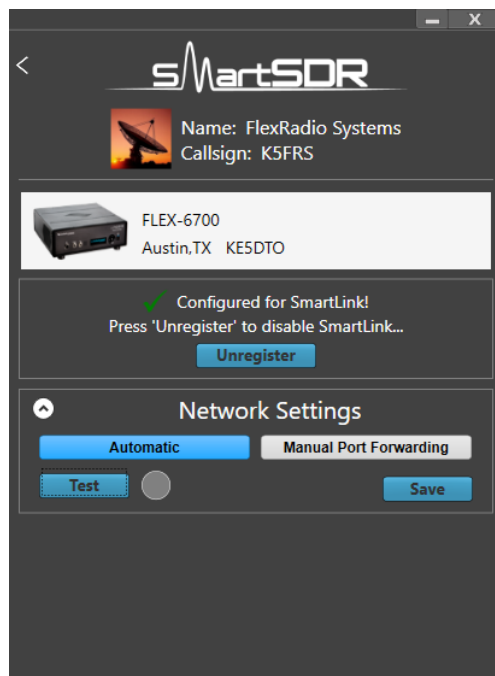 X
smartSDR
Name: FlexRadio Systems
Callsign: K5FRS
FLEX-6700
Austin,TX KE5DTO
Configured for SmartLink!
Press 'Unregister' to disable SmartLink...
Unregister
Network Settings
Automatic
Manual Port Forwarding
Test
Save